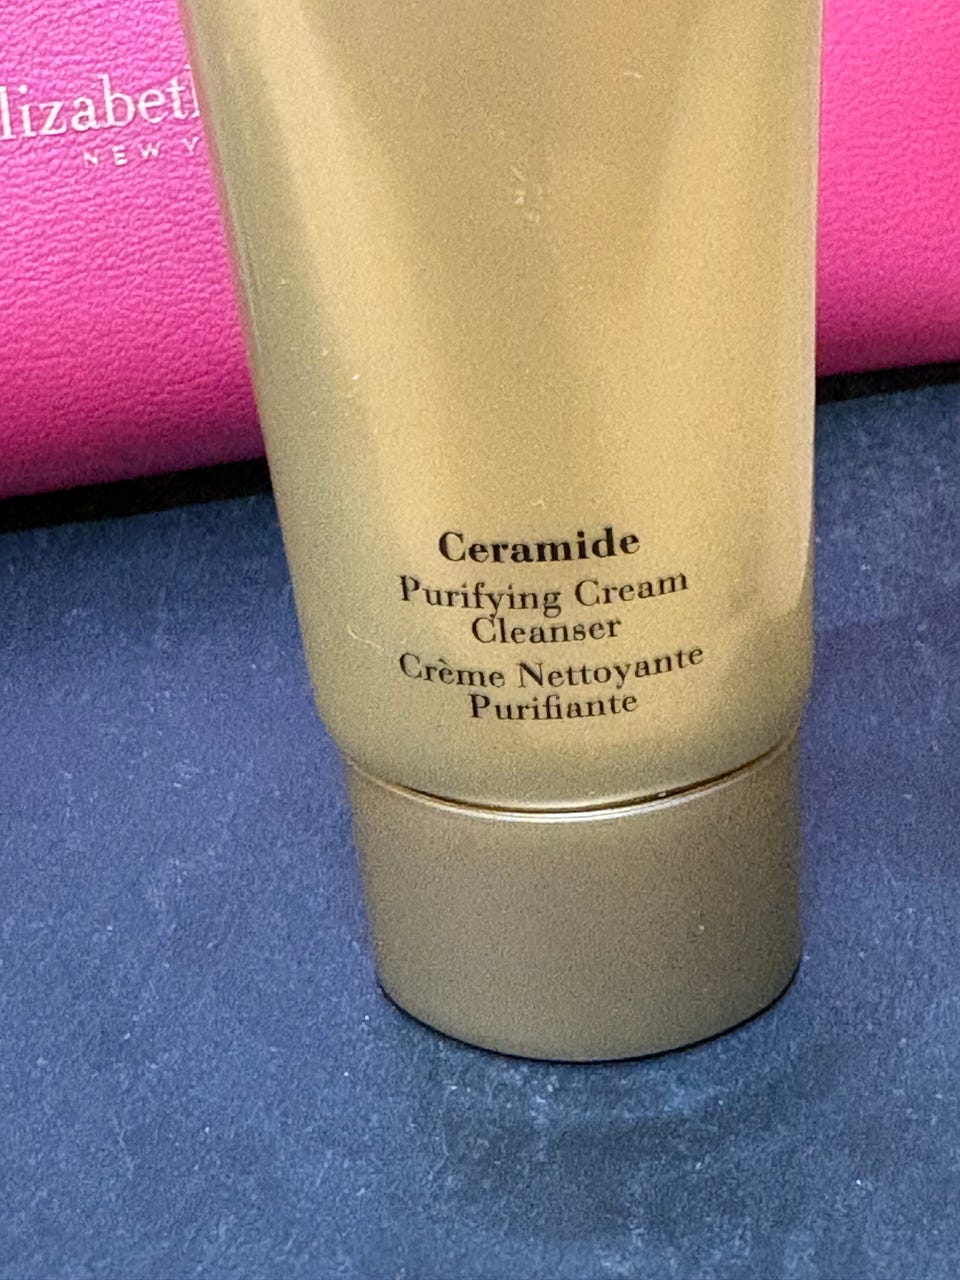 lizabeth
NEW Y
Ceramide
Purifying Cream
Cleanser
Crème Nettoyante
Purifiante